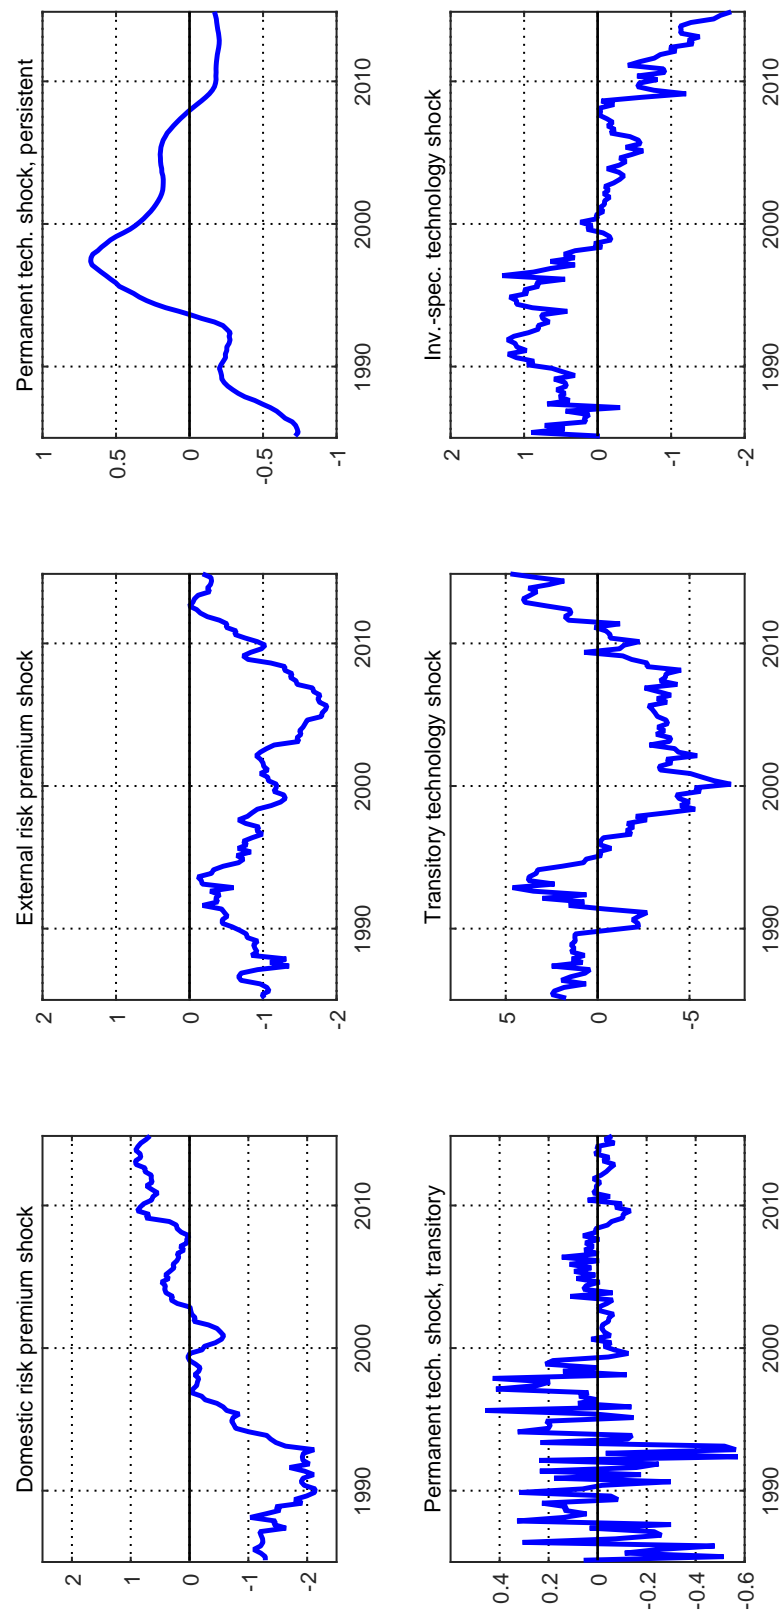 Domestic risk premium shock
2
1
0
-1
-2
1990 2000 2010
External risk premium shock
2
1
0
-1
-2
1990 2000 2010
Permanent tech. shock, persistent
1
0.5
0
-0.5
-1
1990 2000 2010
Permanent tech. shock, transitory
0.4
0.2
0
-0.2
-0.4
-0.6
1990 2000 2010
Transitory technology shock
5
0
-5
1990 2000 2010
Inv.-spec. technology shock
2
1
0
-1
-2
1990 2000 2010